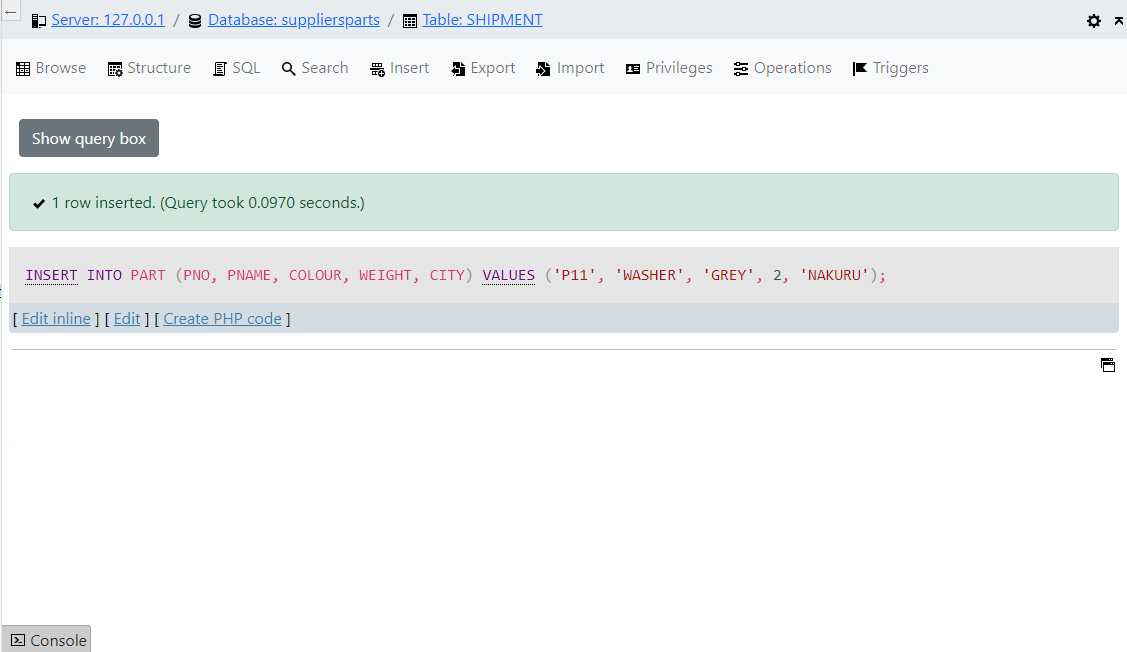 Server: 127.0.0.1 / Database: suppliersparts / Table: SHIPMENT
Browse Structure SQL Search Insert Export Import Privileges Operations Triggers
Show query box
1 row inserted. (Query took 0.0970 seconds.)
INSERT INTO PART (PNO, PNAME, COLOUR, WEIGHT, CITY) VALUES ('P11', 'WASHER', 'GREY', 2, 'NAKURU');
[ Edit inline ] [ Edit ] [ Create PHP code ]
Console